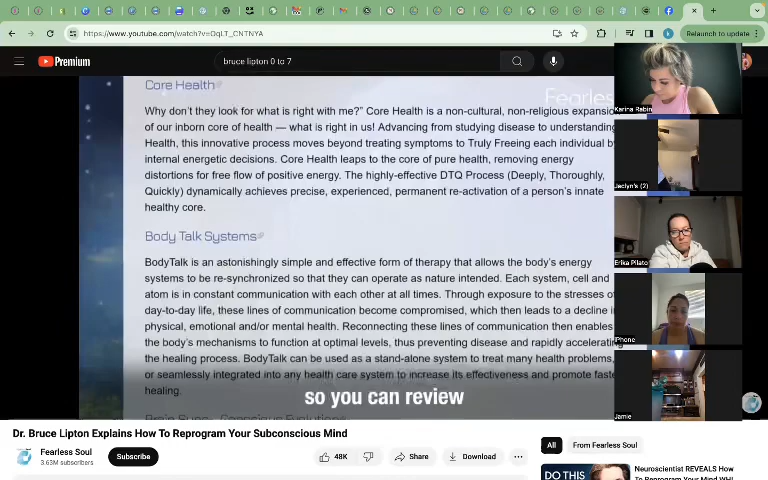 Relaunch to update
https://www.youtube.com/watch?v=OqLT_CNTNYA
Premium
bruce lipton 0 to 7
Core Health
Fearles
Why don't they look for what is right with me?" Core Health is a non-cultural, non-religious expansio
of our inborn core of health — what is right in us! Advancing from studying disease to understanding
Health, this innovative process moves beyond treating symptoms to Truly Freeing each individual b
internal energetic decisions. Core Health leaps to the core of pure health, removing energy
distortions for free flow of positive energy. The highly-effective DTQ Process (Deeply, Thoroughly,
Quickly) dynamically achieves precise, experienced, permanent re-activation of a person's innate
healthy core.
Body Talk Systems
BodyTalk is an astonishingly simple and effective form of therapy that allows the body's energy
systems to be re-synchronized so that they can operate as nature intended. Each system, cell and
atom is in constant communication with each other at all times. Through exposure to the stresses o
day-to-day life, these lines of communication become compromised, which then leads to a decline i
physical, emotional and/or mental health. Reconnecting these lines of communication then enables
the body's mechanisms to function at optimal levels, thus preventing disease and rapidly accelerating
the healing process. BodyTalk can be used as a stand-alone system to treat many health problems,
or seamlessly integrated into any health care system to increase its effectiveness and promote faste
healing.
so you can review
Karina Rabin
Jaclyn's (2)
Erika Pilato
iPhone
Jamie
Dr. Bruce Lipton Explains How To Reprogram Your Subconscious Mind
Fearless Soul
3.63M subscribers
Subscribe
48K
Share
Download
All
From Fearless Soul
DO THIS
Neuroscientist REVEALS How
To Reprogram Your Mind WHI